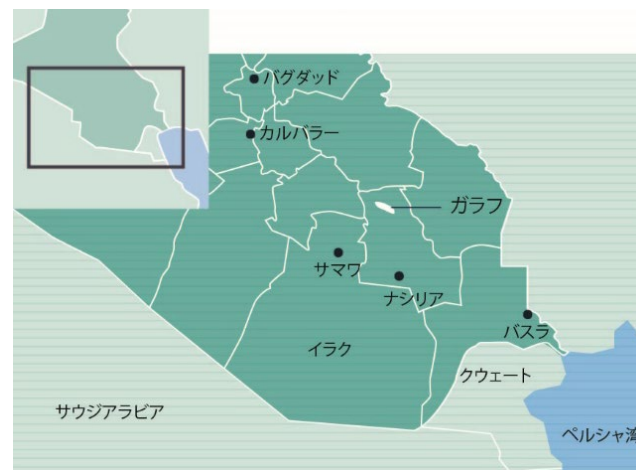 バグダッド
カルバラー
ガラフ
サマワ
ナシリア
バスラ
イラク
クウェート
サウジアラビア
ペルシャ湾